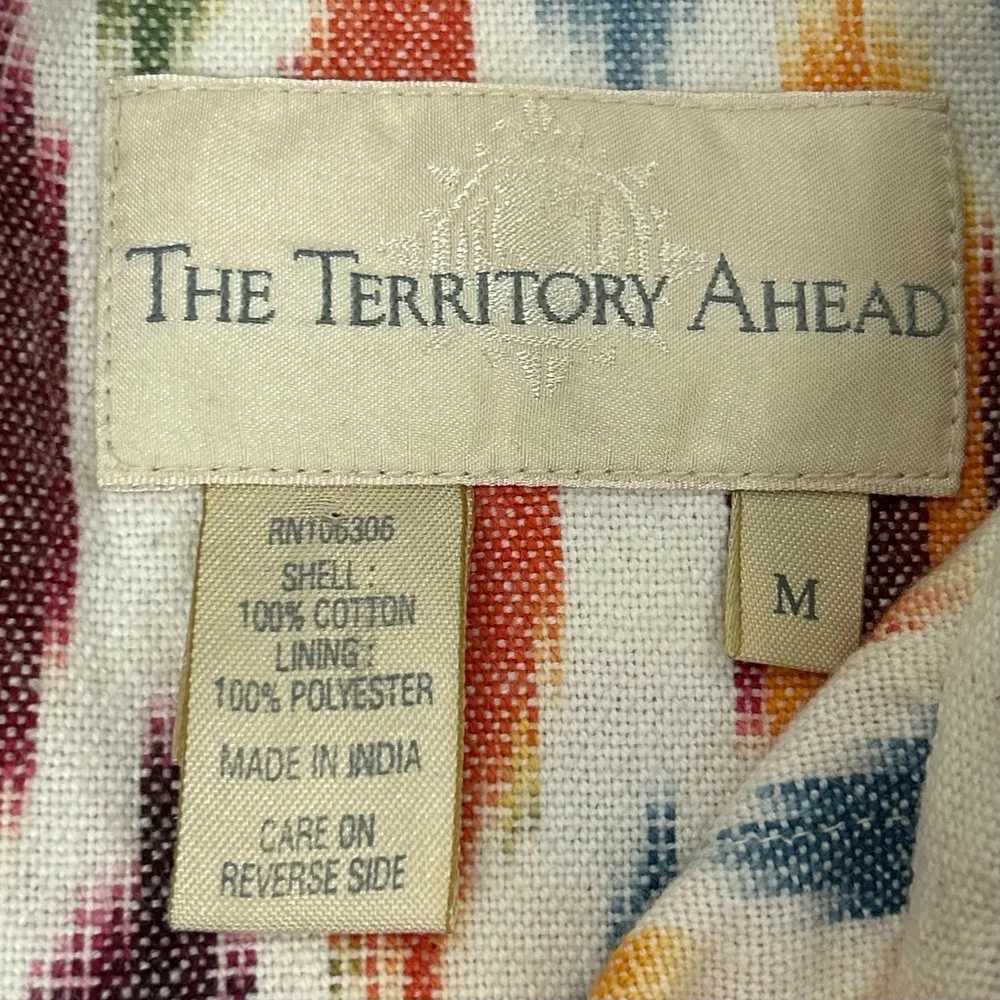 THE TERRITORY AHEAD
RN106306
SHELL :
100% COTTON
LINING :
100% POLYESTER
MADE IN INDIA
CARE ON
REVERSE SIDE
M